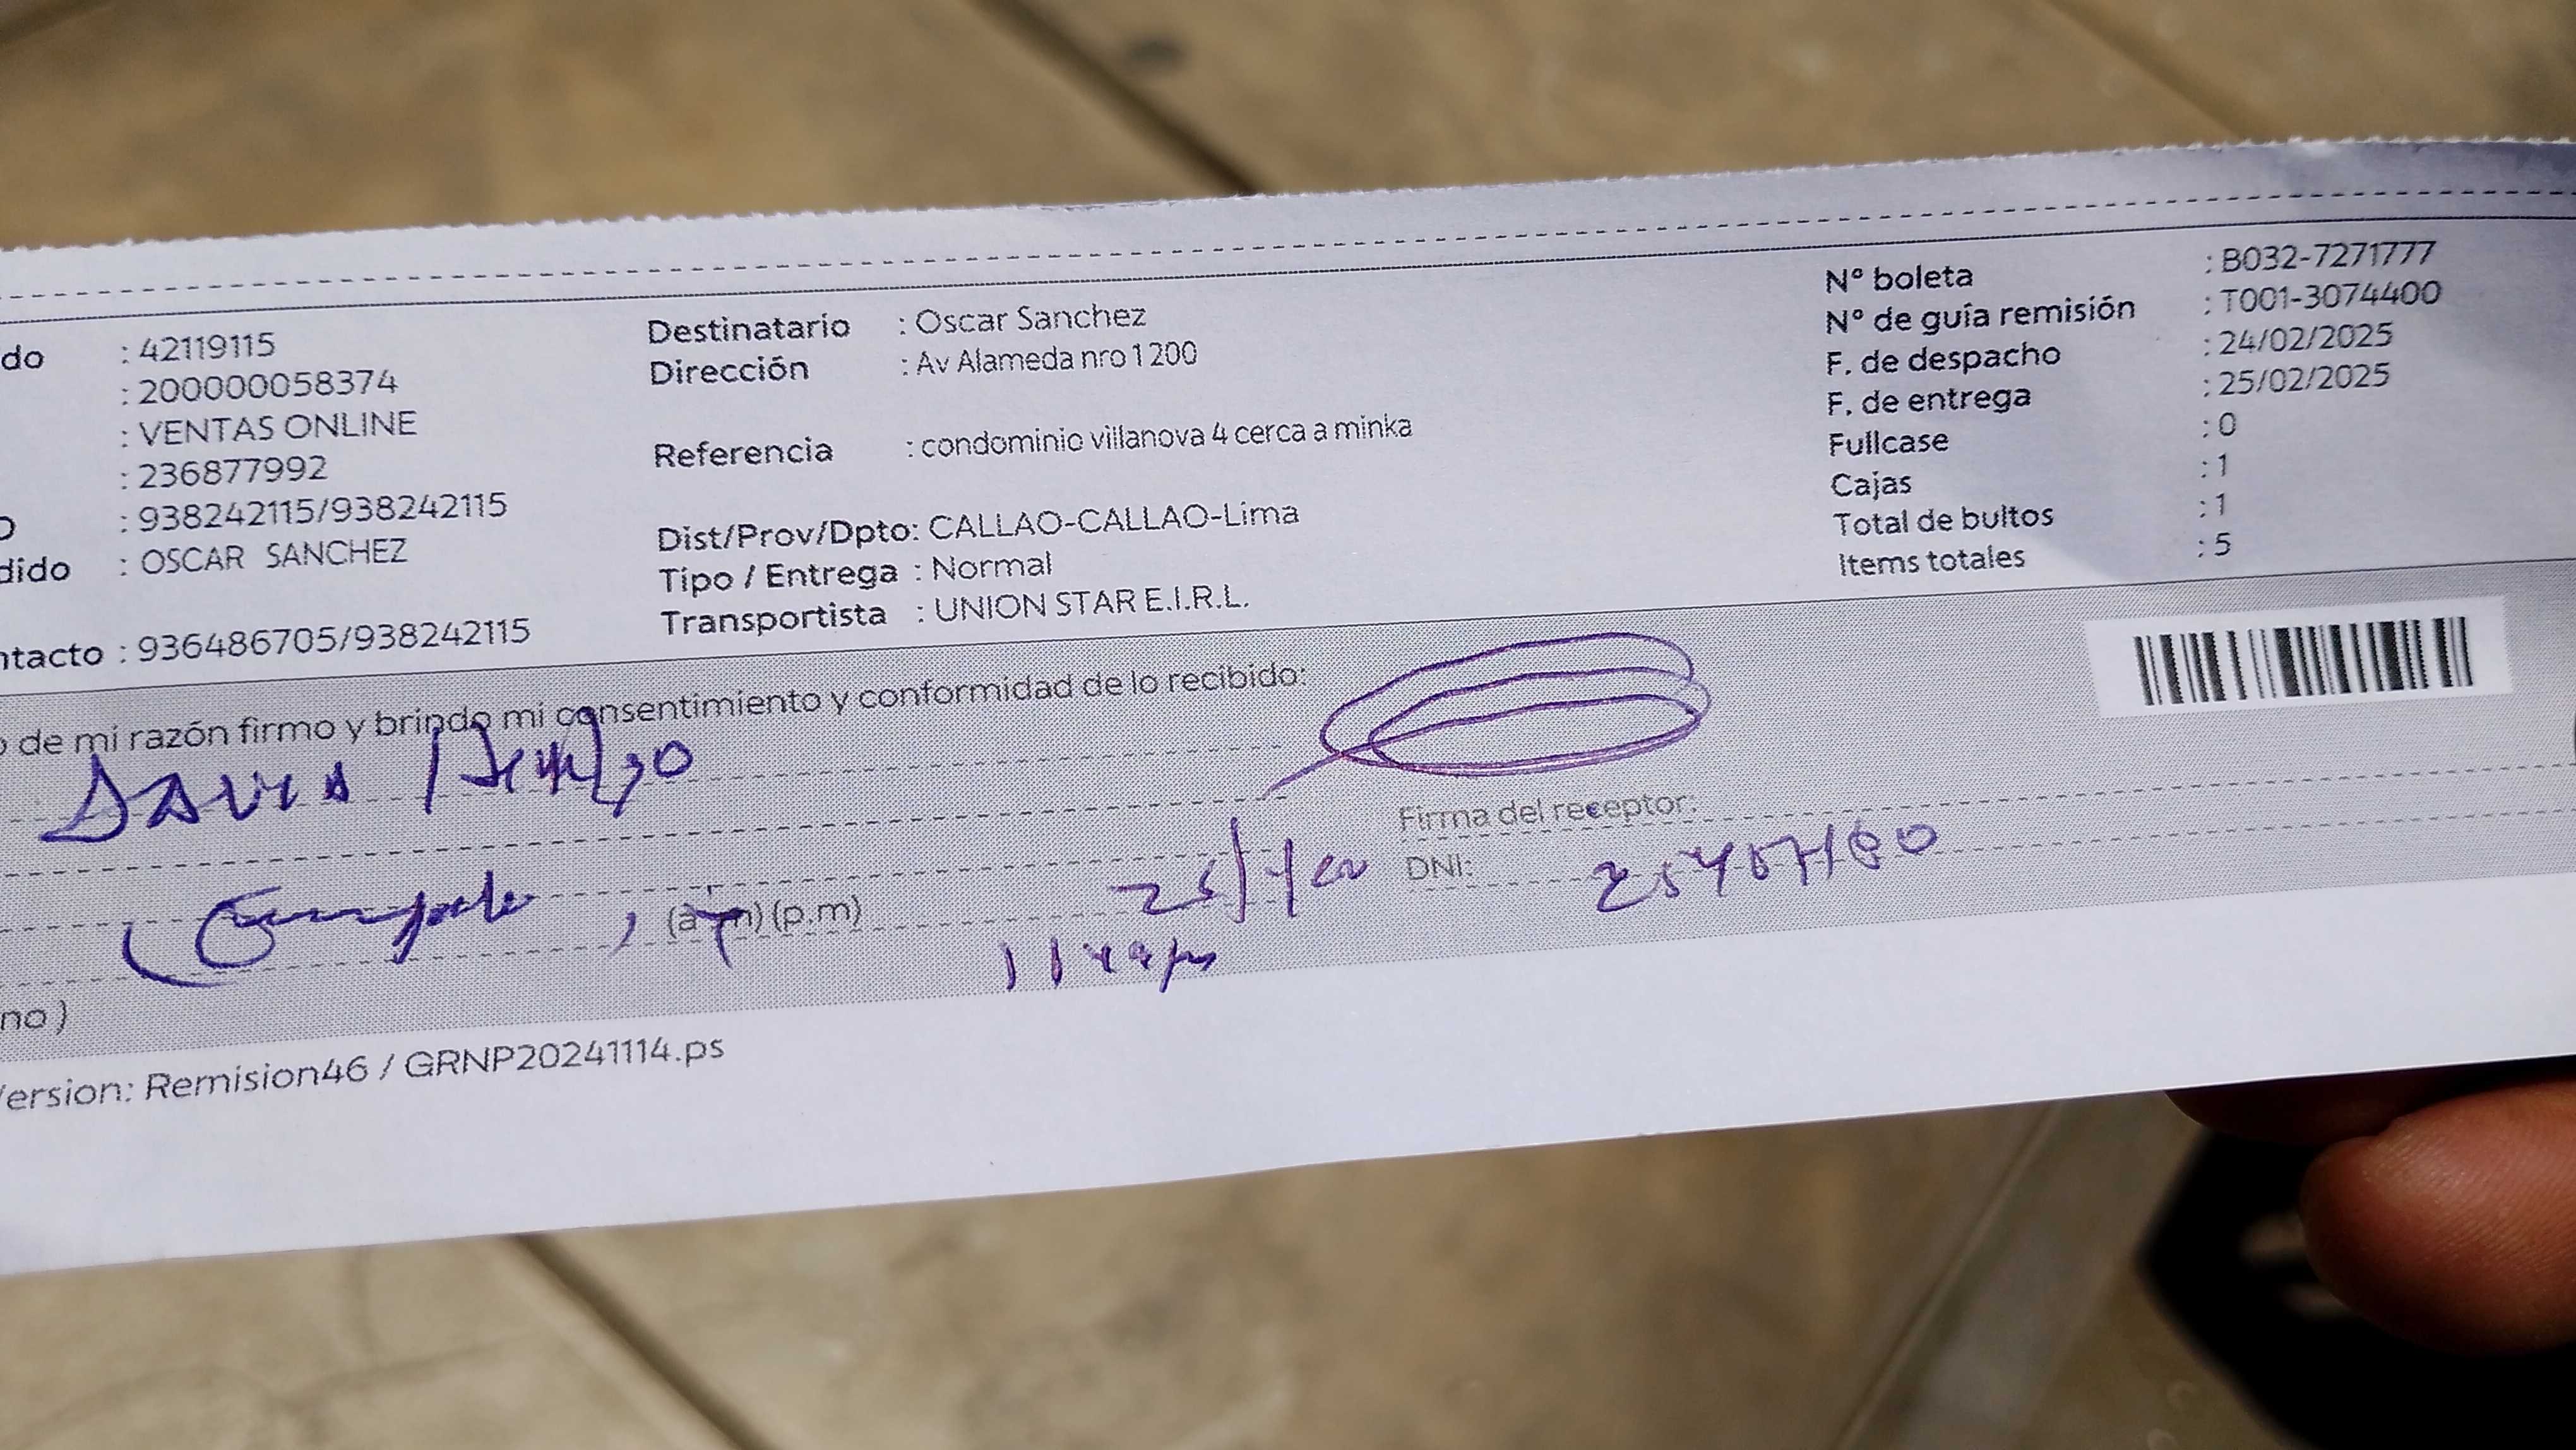 do : 42119115
: 200000058374
: VENTAS ONLINE
: 236877992
O : 938242115/938242115
dido : OSCAR SANCHEZ
ntacto : 936486705/938242115
Destinatario : Oscar Sanchez
Dirección : Av Alameda nro 1200
Referencia : condominio villanova 4 cerca a minka
Dist/Prov/Dpto: CALLAO-CALLAO-Lima
Tipo / Entrega : Normal
Transportista : UNION STAR E.I.R.L.
Nº boleta : B032-7271777
Nº de guía remisión : T001-3074400
F. de despacho : 24/02/2025
F. de entrega : 25/02/2025
Fullcase : 0
Cajas : 1
Total de bultos : 1
Items totales : 5
o de mi razón firmo y brindo mi consentimiento y conformidad de lo recibido:
Firma del receptor:
DNI:
(a.m) (p.m)
no )
Version: Remision46 / GRNP20241114.ps